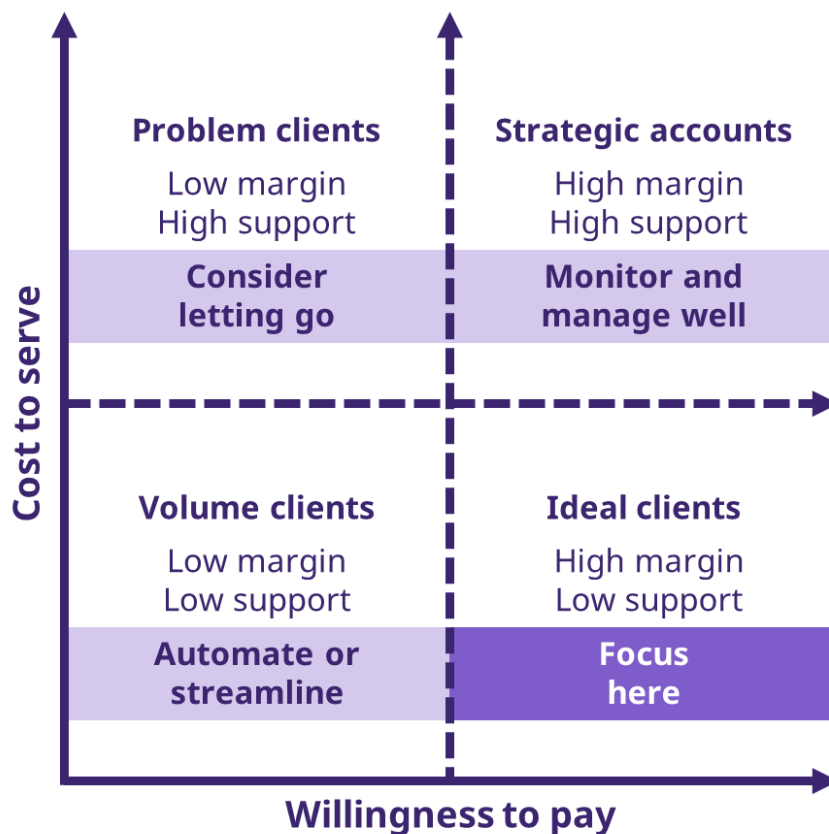 Problem clients
Low margin
High support
Consider
letting go
Strategic accounts
High margin
High support
Monitor and
manage well
Cost to serve
Volume clients
Low margin
Low support
Automate or
streamline
Ideal clients
High margin
Low support
Focus
here
Willingness to pay